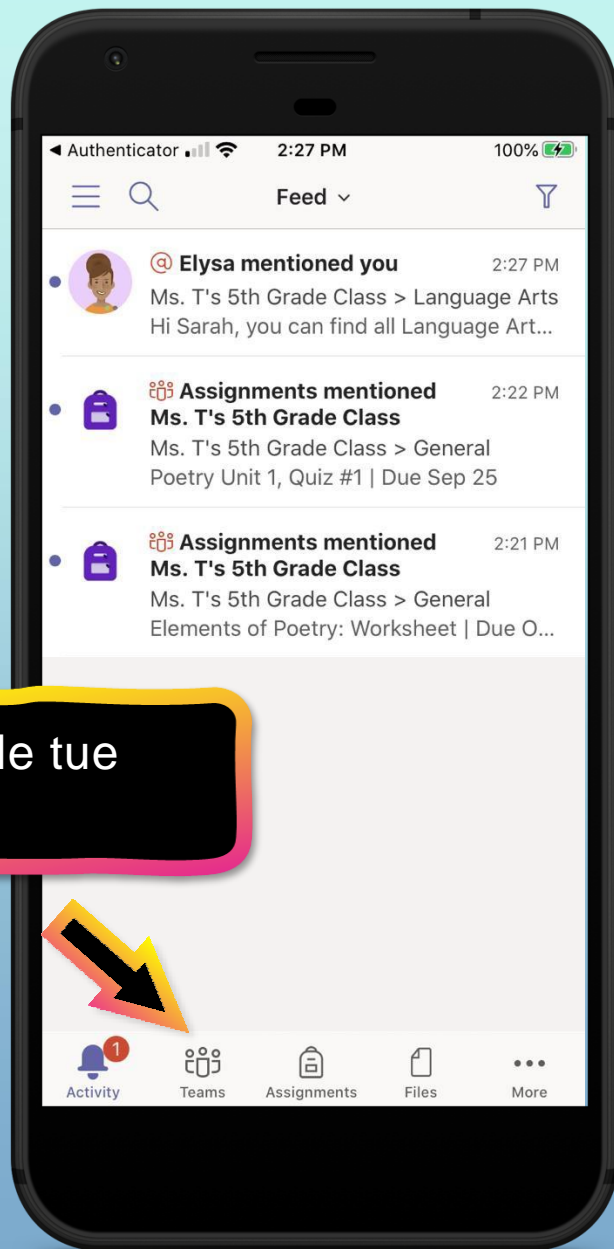 ◄ Authenticator 2:27 PM 100%
Feed
@ Elysa mentioned you 2:27 PM
Ms. T's 5th Grade Class > Language Arts
Hi Sarah, you can find all Language Art...
Assignments mentioned 2:22 PM
Ms. T's 5th Grade Class
Ms. T's 5th Grade Class > General
Poetry Unit 1, Quiz #1 | Due Sep 25
Assignments mentioned 2:21 PM
Ms. T's 5th Grade Class
Ms. T's 5th Grade Class > General
Elements of Poetry: Worksheet | Due O...
le tue
1
Activity Teams Assignments Files More